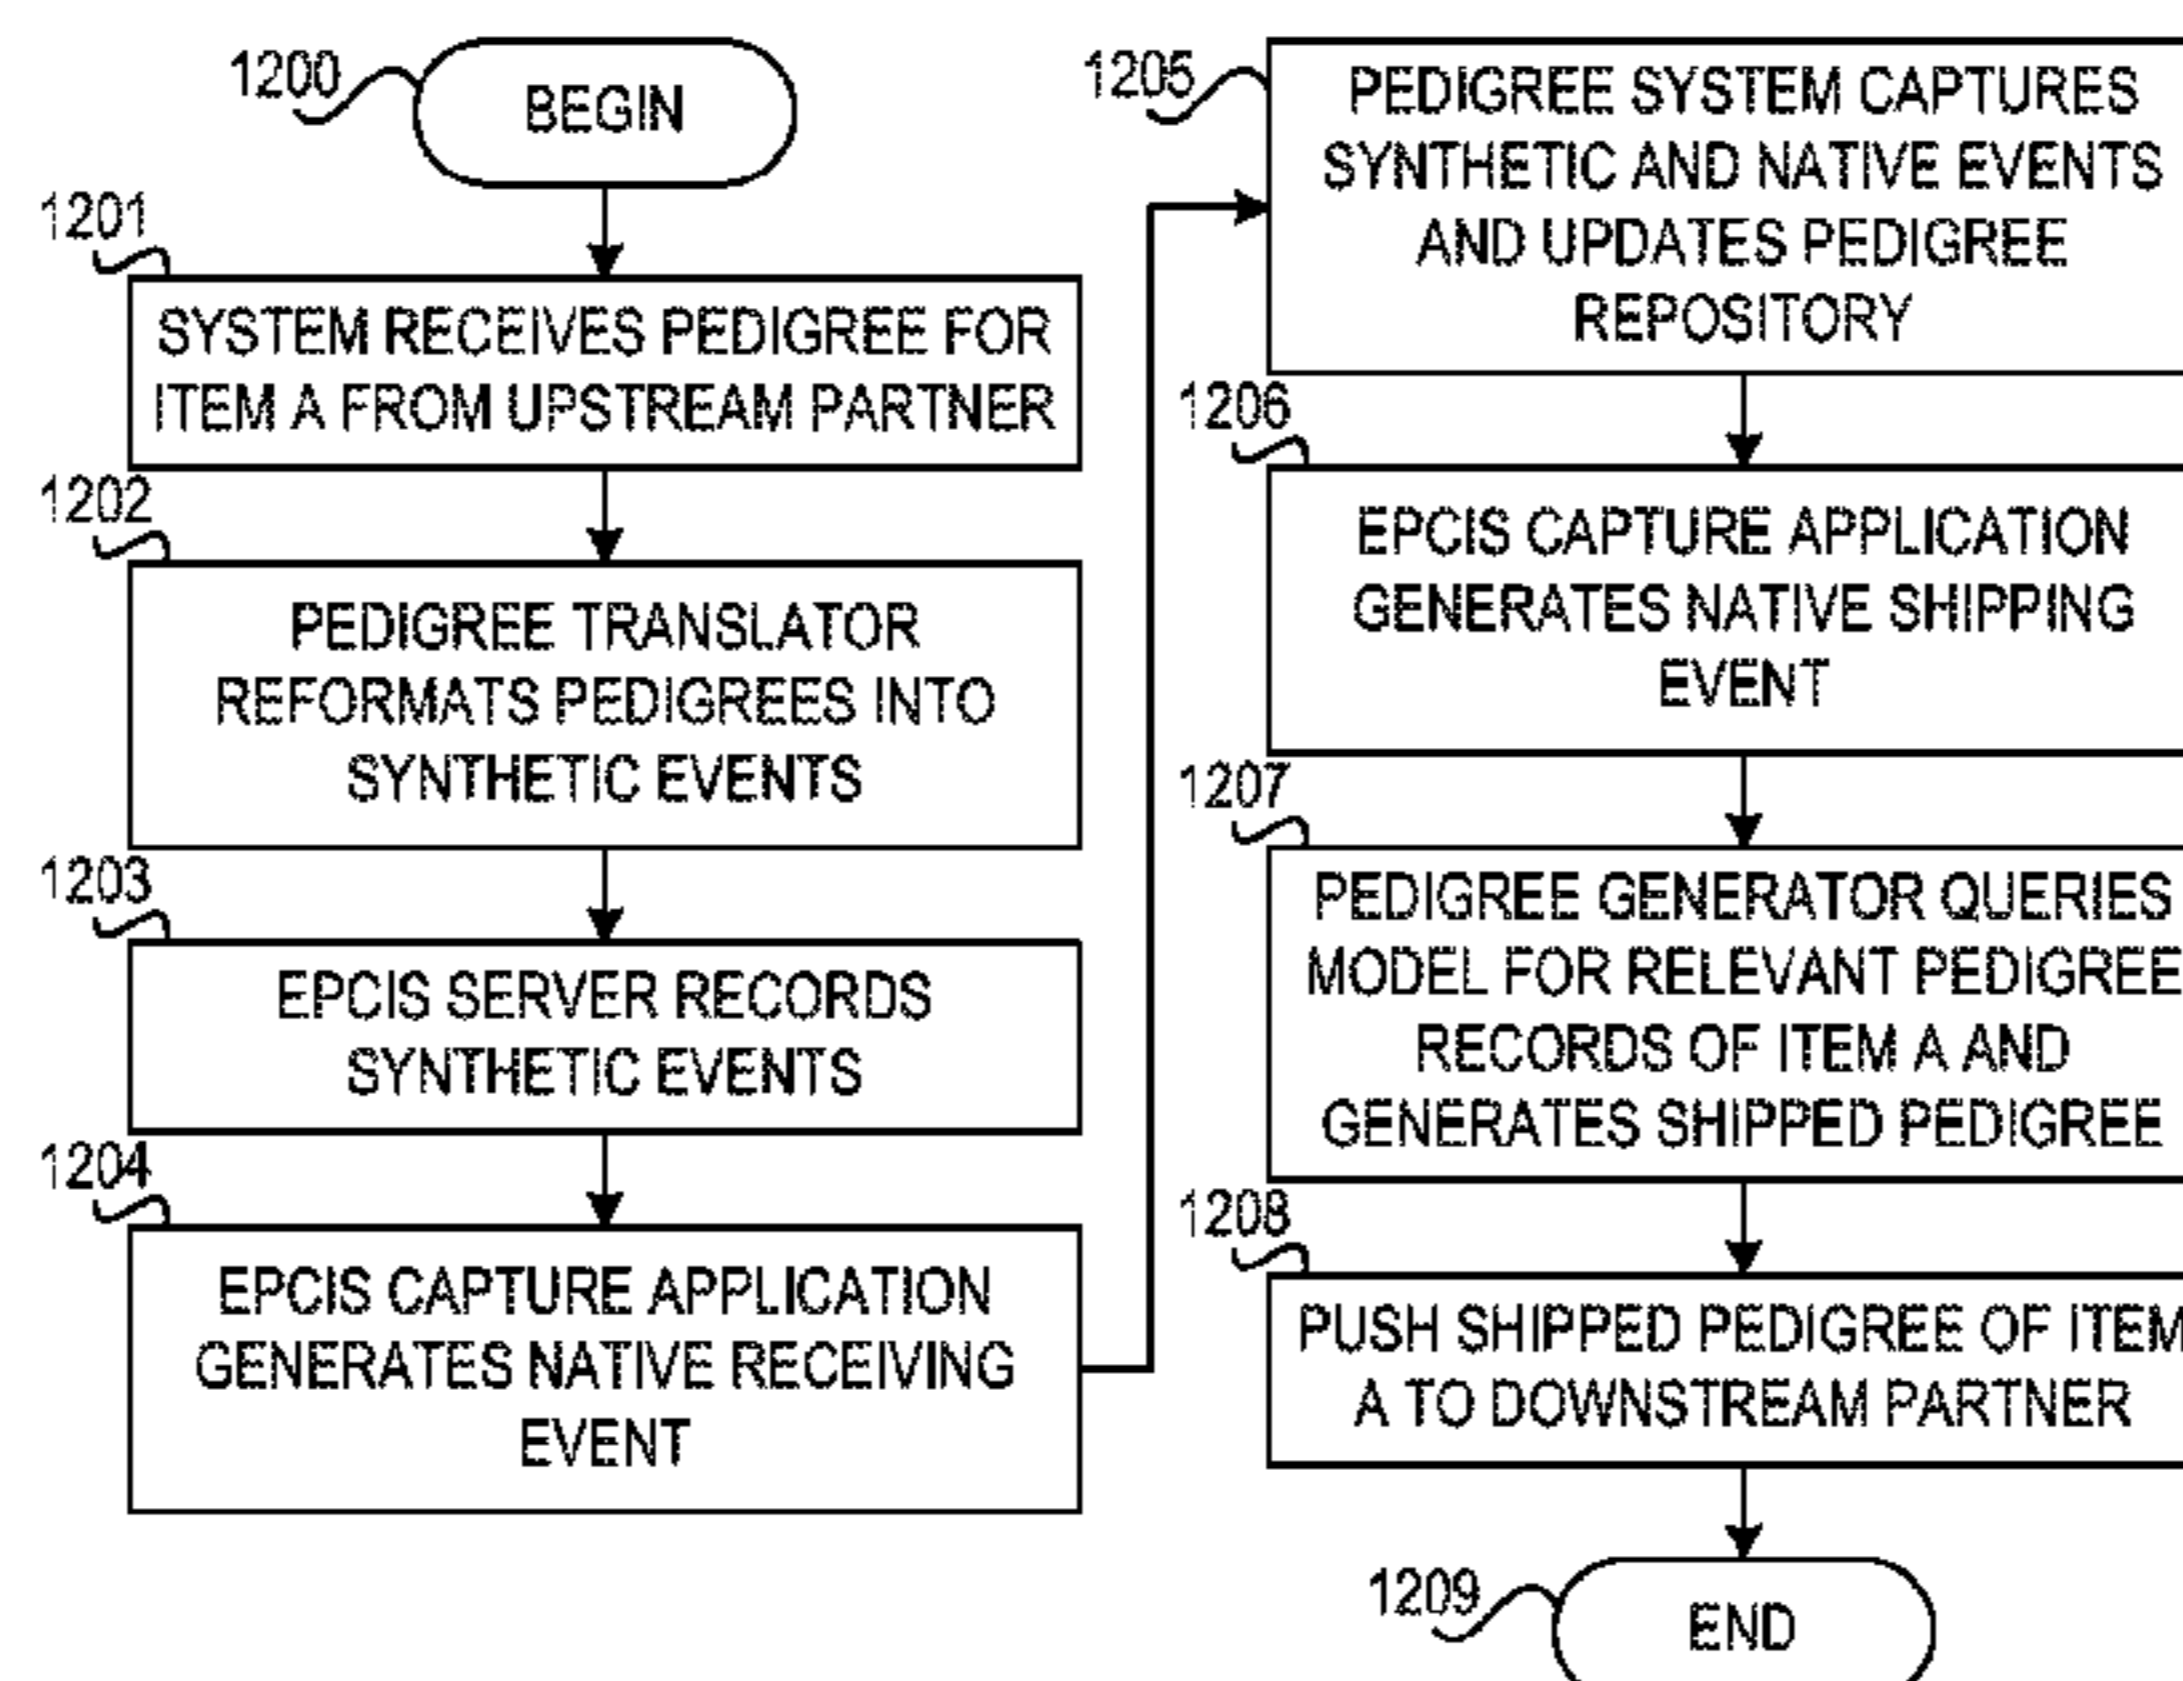 1200
BEGIN
1201
SYSTEM RECEIVES PEDIGREE FOR
ITEM A FROM UPSTREAM PARTNER
1202
PEDIGREE TRANSLATOR
REFORMATS PEDIGREES INTO
SYNTHETIC EVENTS
1203
EPCIS SERVER RECORDS
SYNTHETIC EVENTS
1204
EPCIS CAPTURE APPLICATION
GENERATES NATIVE RECEIVING
EVENT
1205
PEDIGREE SYSTEM CAPTURES
SYNTHETIC AND NATIVE EVENTS
AND UPDATES PEDIGREE
REPOSITORY
1206
EPCIS CAPTURE APPLICATION
GENERATES NATIVE SHIPPING
EVENT
1207
PEDIGREE GENERATOR QUERIES
MODEL FOR RELEVANT PEDIGREE
RECORDS OF ITEM A AND
GENERATES SHIPPED PEDIGREE
1208
PUSH SHIPPED PEDIGREE OF ITEM
A TO DOWNSTREAM PARTNER
1209
END